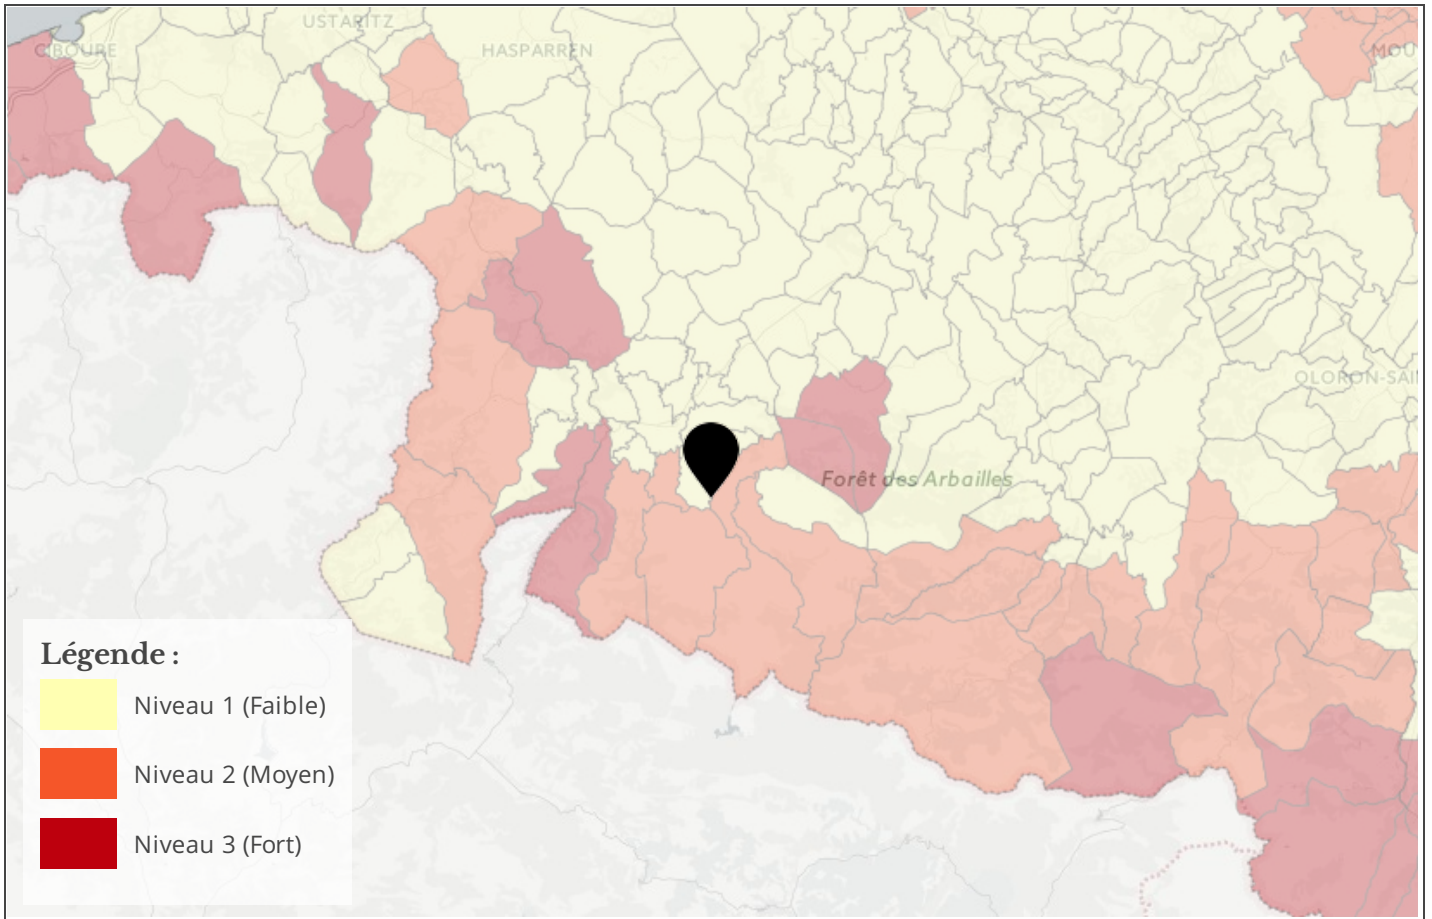 USTARITZ
CIBOURE
HASPARREN
MOU
OLORON-SAI
Forêt des Arbailles
Légende :
Niveau 1 (Faible)
Niveau 2 (Moyen)
Niveau 3 (Fort)